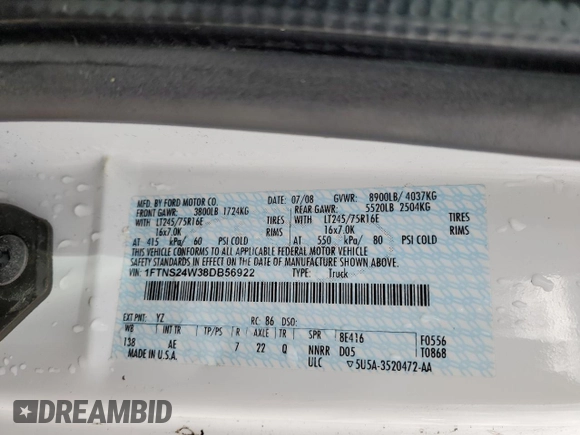 MFD. BY FORD MOTOR CO. DATE: 07/08 GVWR: 8900LB/ 4037KG
FRONT GAWR: 3800LB 1724KG REAR GAWR: 5520LB 2504KG
WITH LT245/75R16E TIRES WITH LT245/75R16E TIRES
16x7.0K RIMS 16x7.0K RIMS
AT 415 kPa/ 60 PSI COLD AT 550 kPa/ 80 PSI COLD
THIS VEHICLE CONFORMS TO ALL APPLICABLE FEDERAL MOTOR VEHICLE
SAFETY STANDARDS IN EFFECT ON THE DATE OF MANUFACTURE SHOWN ABOVE.
VIN: 1FTNS24W38DB56922 TYPE: Truck
EXT PNT: YZ RC: 86 DSO:
WB INT TR TP/PS R AXLE TR SPR 8E416 F0556
138 AE 7 22 Q NNRR D05 T0868
MADE IN U.S.A. ULC 5U5A-3520472-AA
DREAMBID